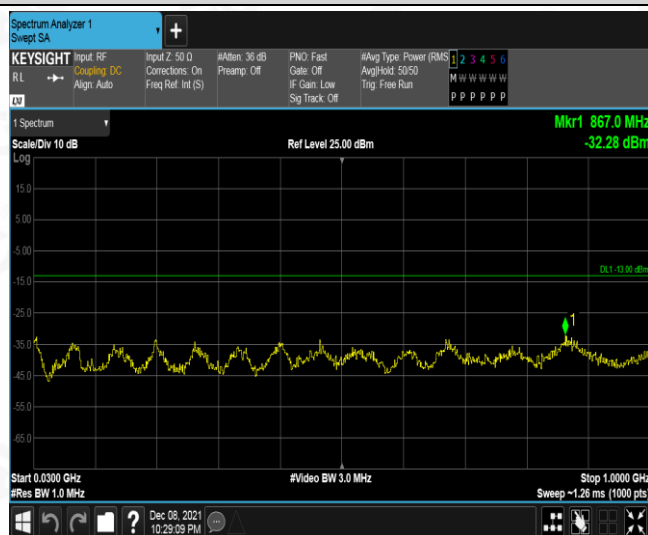 Spectrum Analyzer 1
Swept SA
KEYSIGHT
RL
LXI
Input: RF
Coupling: DC
Align: Auto
Input Z: 50 Ω
Corrections: On
Freq Ref: Int (S)
#Atten: 36 dB
Preamp: Off
PNO: Fast
Gate: Off
IF Gain: Low
Sig Track: Off
#Avg Type: Power (RMS
Avg|Hold: 50/50
Trig: Free Run
1 2 3 4 5 6
M W W W W W
P P P P P P
1 Spectrum
Scale/Div 10 dB
Ref Level 25.00 dBm
Mkr1 867.0 MHz
-32.28 dBm
Log
15.0
5.00
-5.00
DL1 -13.00 dBm
-15.0
-25.0
1
-35.0
-45.0
-55.0
-65.0
Start 0.0300 GHz
#Video BW 3.0 MHz
Stop 1.0000 GHz
#Res BW 1.0 MHz
Sweep ~1.26 ms (1000 pts)
?
Dec 08, 2021
10:29:09 PM